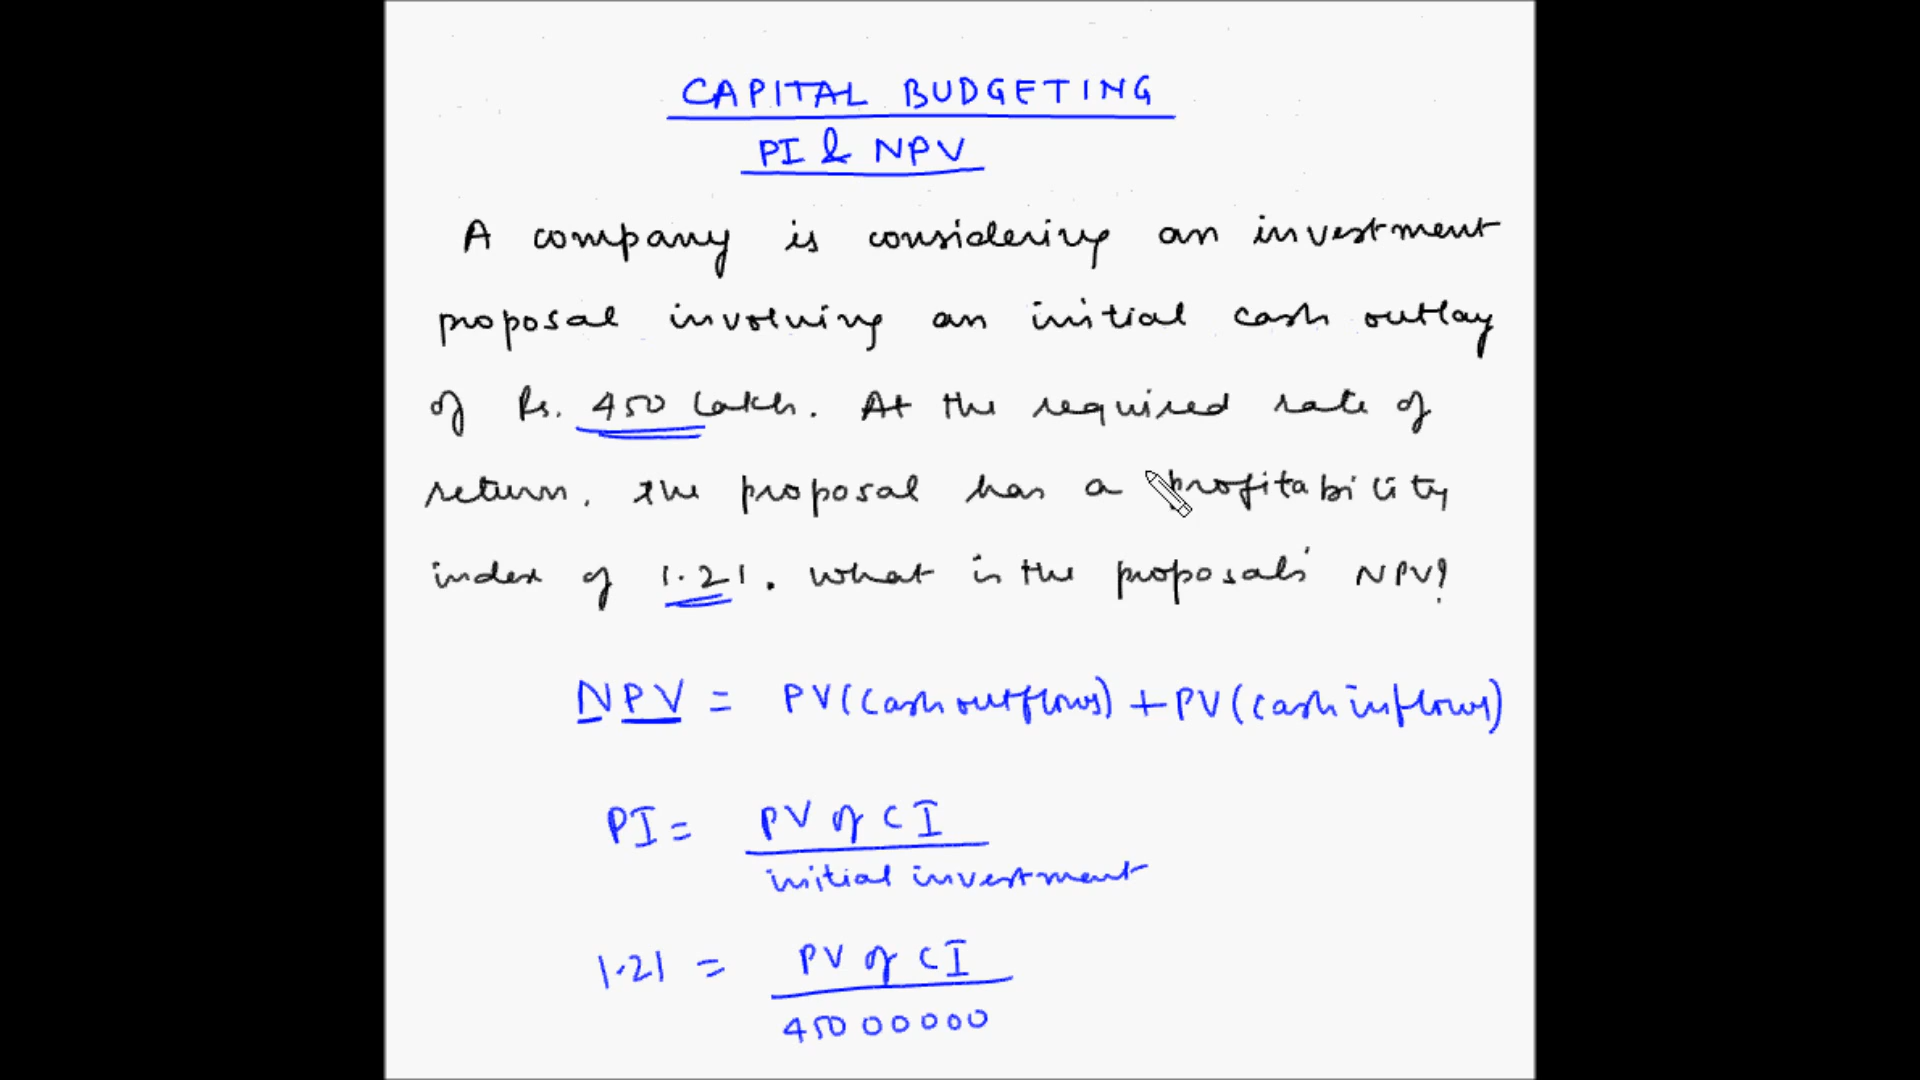 CAPITAL BUDGETING
PI & NPV
A company is considering an investment
proposal involving an initial cash outlay
of Rs. 450 lakh. At the required rate of
return, the proposal has a profitability
index of 1.21. What is the proposals' NPV?
NPV = PV(Cash outflows) + PV(cash inflows)
PI = PV of CI
initial investment
1.21 = PV of CI
45000000